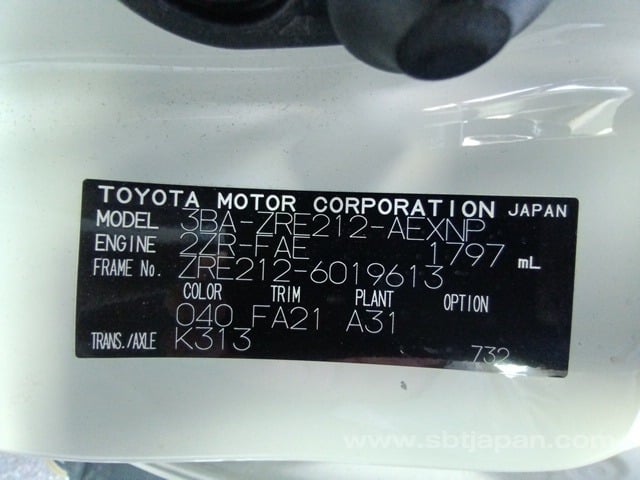 TOYOTA MOTOR CORPORATION JAPAN
MODEL 3BA-ZRE212-AEXNP
ENGINE 2ZR-FAE 1797 mL
FRAME No. ZRE212-6019613
COLOR TRIM PLANT OPTION
040 FA21 A31
TRANS./AXLE K313
732
www.sbtjapan.com